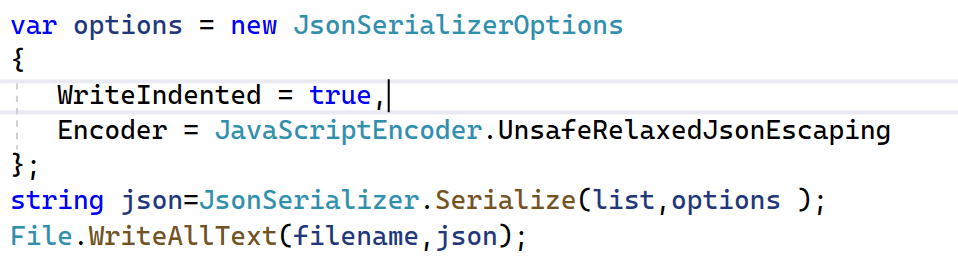 var options = new JsonSerializerOptions
{
WriteIndented = true,
Encoder = JavaScriptEncoder.UnsafeRelaxedJsonEscaping
};
string json=JsonSerializer.Serialize(list,options );
File.WriteAllText(filename,json);